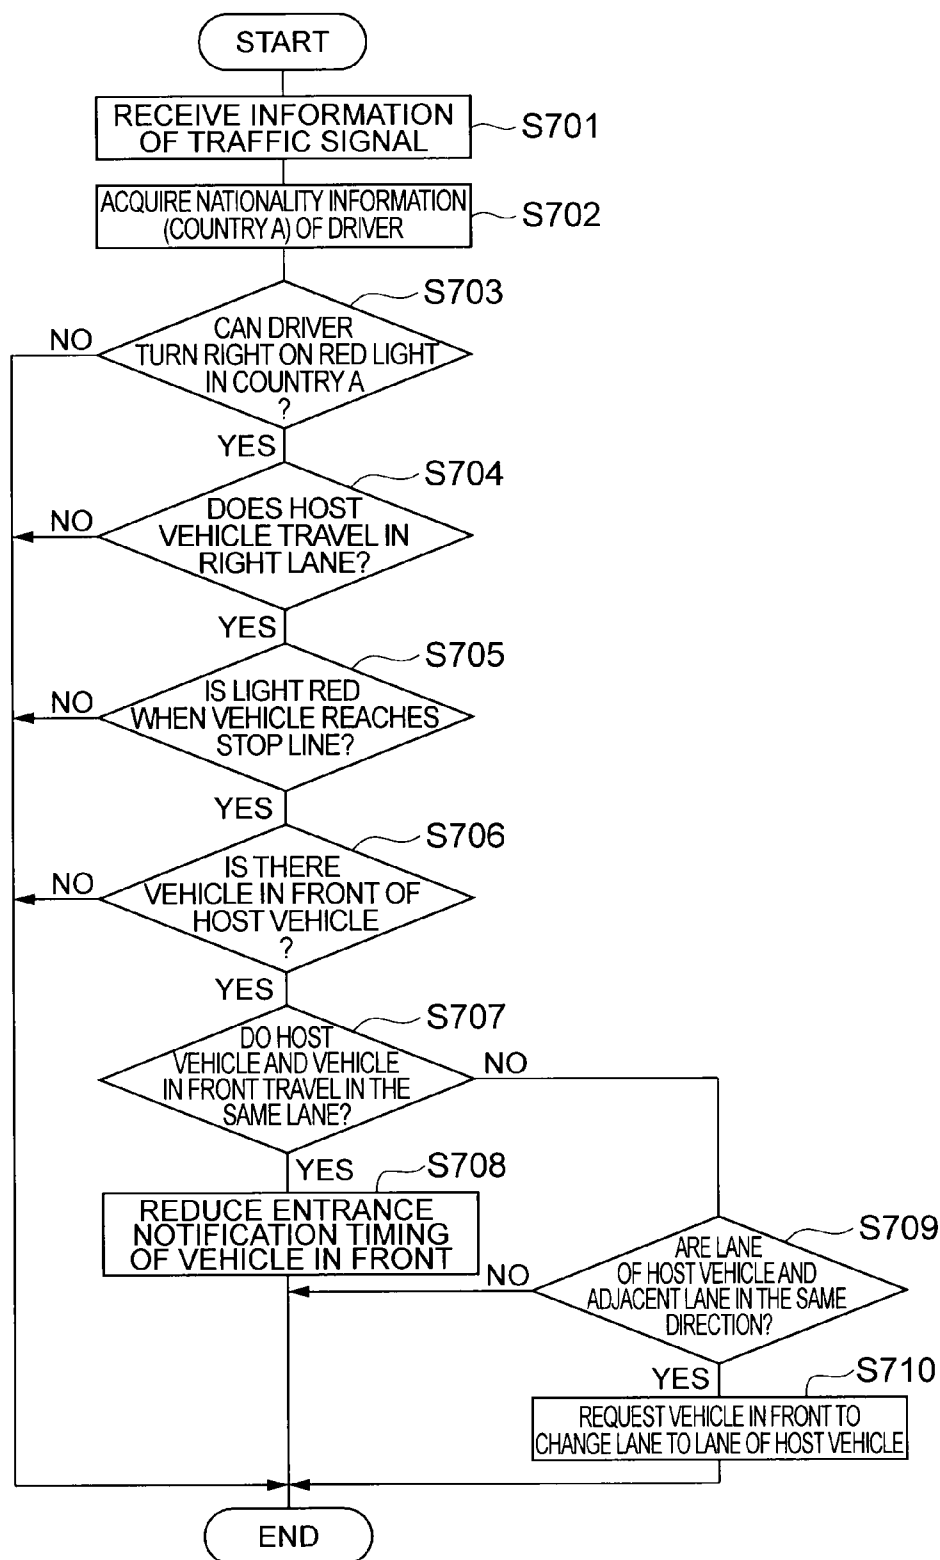 START
RECEIVE INFORMATION
OF TRAFFIC SIGNAL
S701
ACQUIRE NATIONALITY INFORMATION
(COUNTRY A) OF DRIVER
S702
S703
CAN DRIVER
TURN RIGHT ON RED LIGHT
IN COUNTRY A
?
NO
YES
S704
DOES HOST
VEHICLE TRAVEL IN
RIGHT LANE?
NO
YES
S705
IS LIGHT RED
WHEN VEHICLE REACHES
STOP LINE?
NO
YES
S706
IS THERE
VEHICLE IN FRONT OF
HOST VEHICLE
?
NO
YES
S707
DO HOST
VEHICLE AND VEHICLE
IN FRONT TRAVEL IN THE
SAME LANE?
NO
YES
S708
REDUCE ENTRANCE
NOTIFICATION TIMING
OF VEHICLE IN FRONT
S709
ARE LANE
OF HOST VEHICLE AND
ADJACENT LANE IN THE SAME
DIRECTION?
NO
YES
S710
REQUEST VEHICLE IN FRONT TO
CHANGE LANE TO LANE OF HOST VEHICLE
END